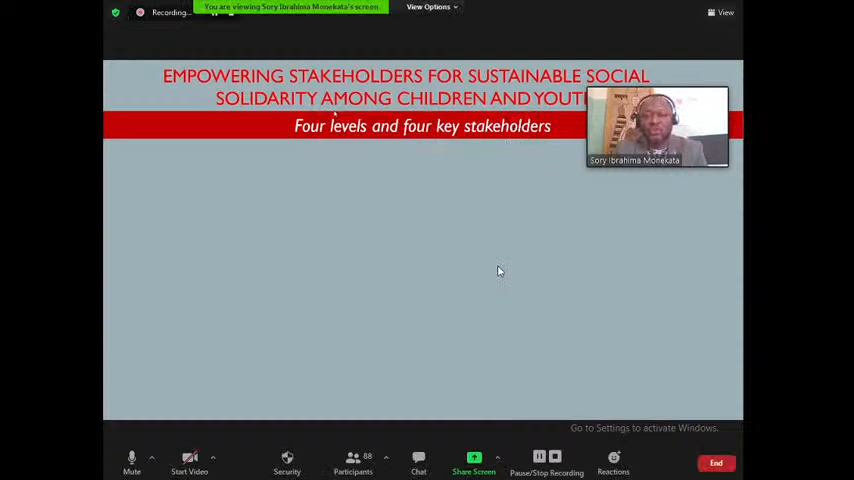 You are viewing Sory Ibrahima Monekata's screen
View Options
Recording...
View
EMPOWERING STAKEHOLDERS FOR SUSTAINABLE SOCIAL
SOLIDARITY AMONG CHILDREN AND YOUT
Four levels and four key stakeholders
Sory Ibrahima Monekata
Go to Settings to activate Windows.
88
Mute
Start Video
Security
Participants
Chat
Share Screen
Pause/Stop Recording
Reactions
End